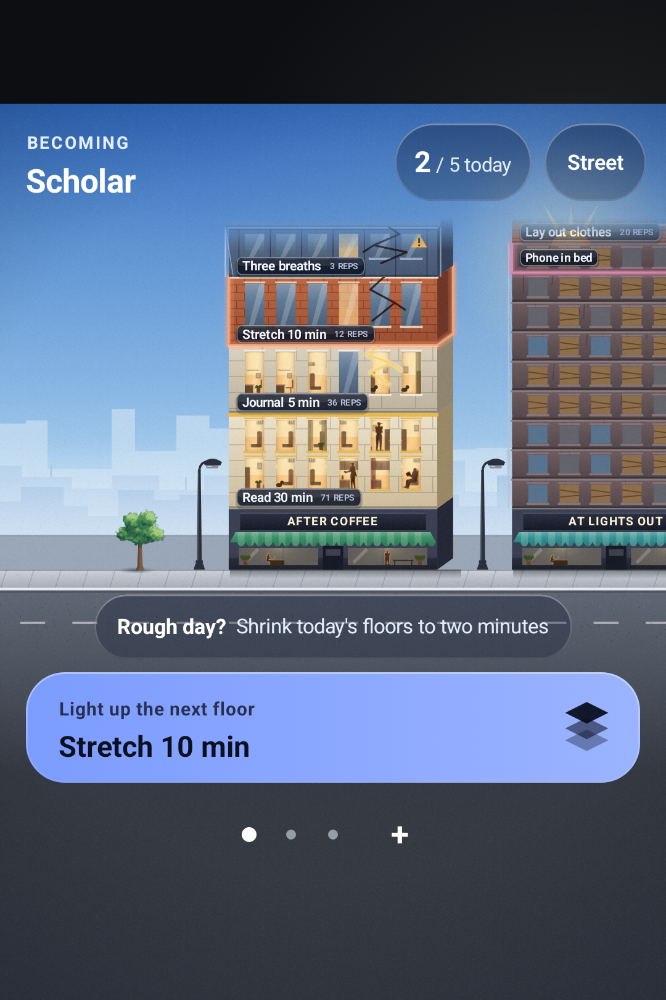 BECOMING
Scholar
2 / 5 today
Street
Three breaths 3 REPS
Stretch 10 min 12 REPS
Journal 5 min 36 REPS
Read 30 min 71 REPS
AFTER COFFEE
Lay out clothes 20 REPS
Phone in bed
AT LIGHTS OUT
Rough day? Shrink today's floors to two minutes
Light up the next floor
Stretch 10 min